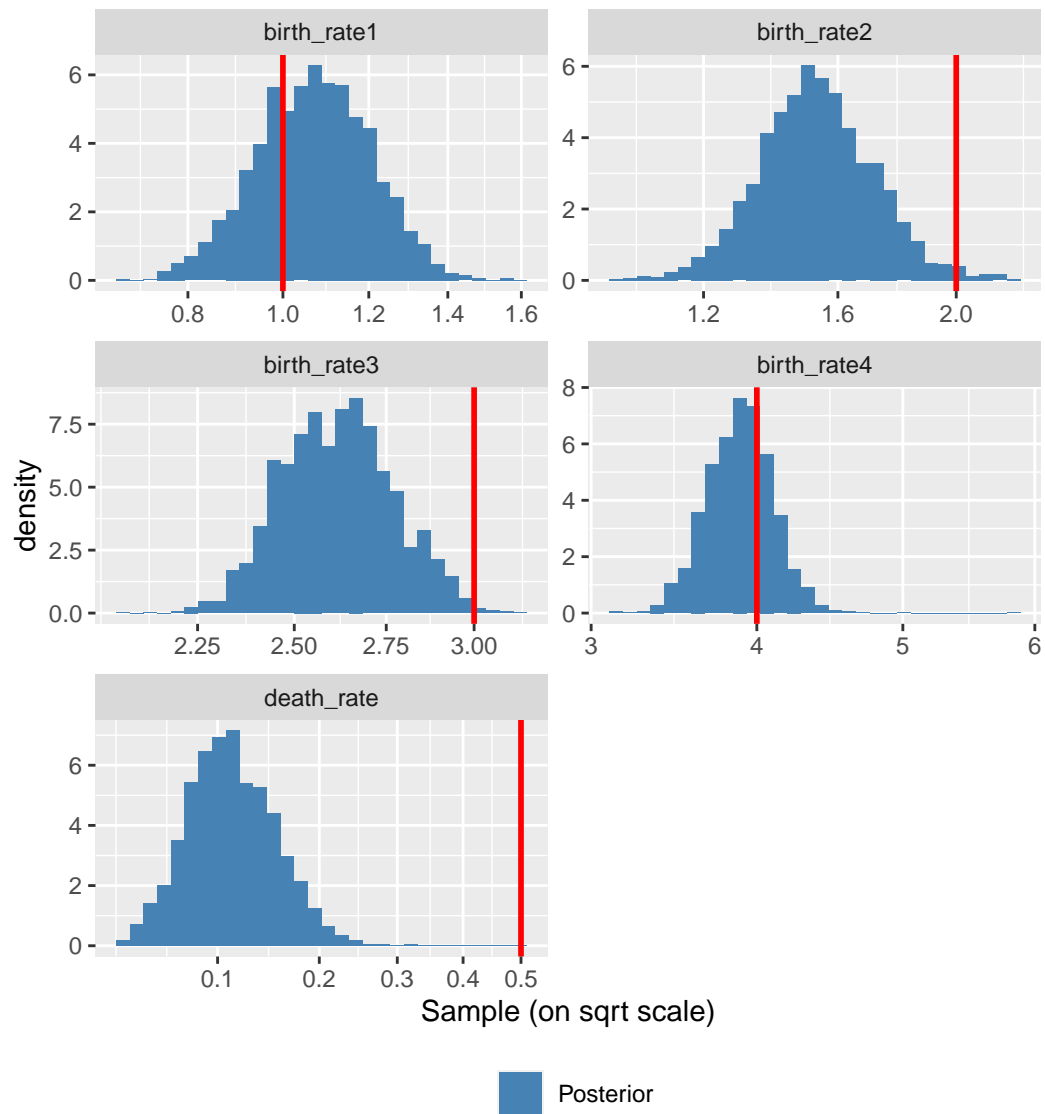 birth_rate1
birth_rate2
6
4
2
0
0.8 1.0 1.2 1.4 1.6
6
4
2
0
1.2 1.6 2.0
birth_rate3
birth_rate4
7.5
5.0
2.5
0.0
2.25 2.50 2.75 3.00
8
6
4
2
0
3 4 5 6
death_rate
6
4
2
0
0.1 0.2 0.3 0.4 0.5
density
Sample (on sqrt scale)
Posterior